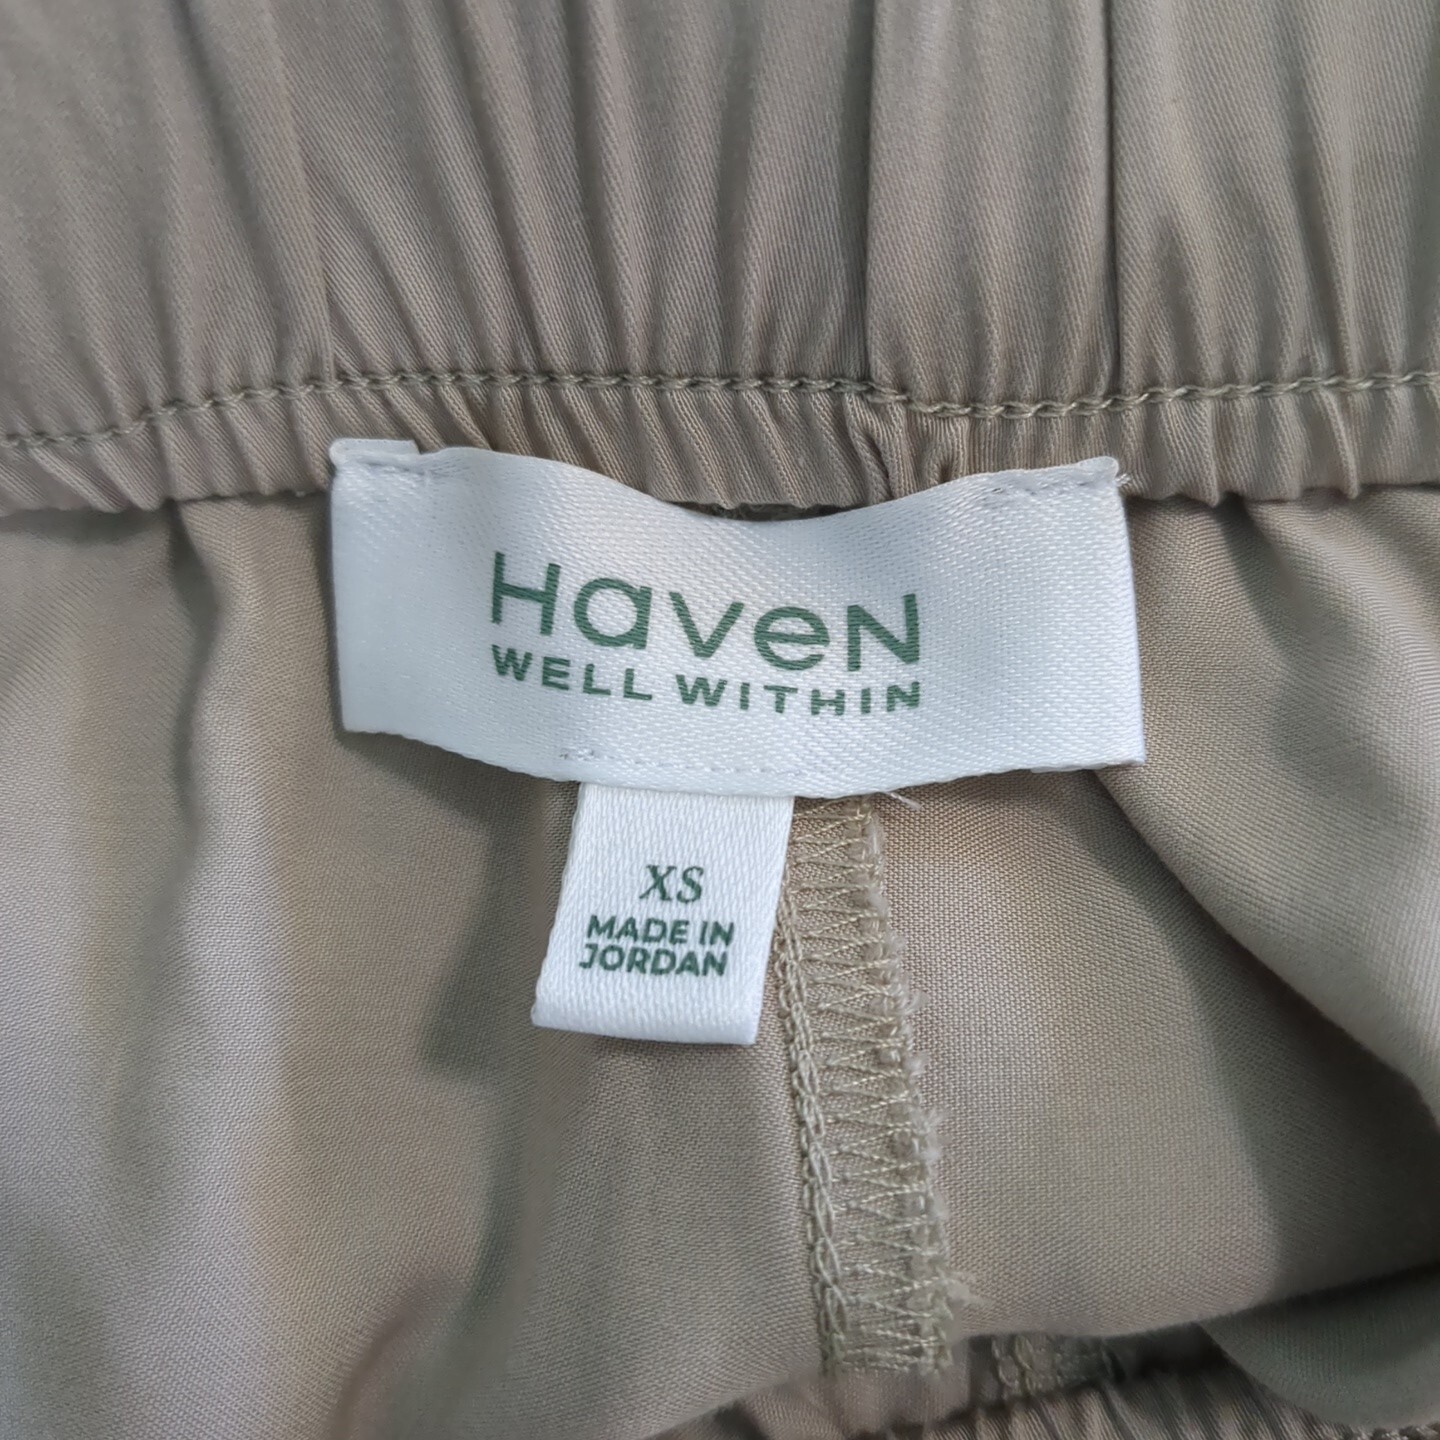 HaveN
WELL WITHIN
XS
MADE IN
JORDAN